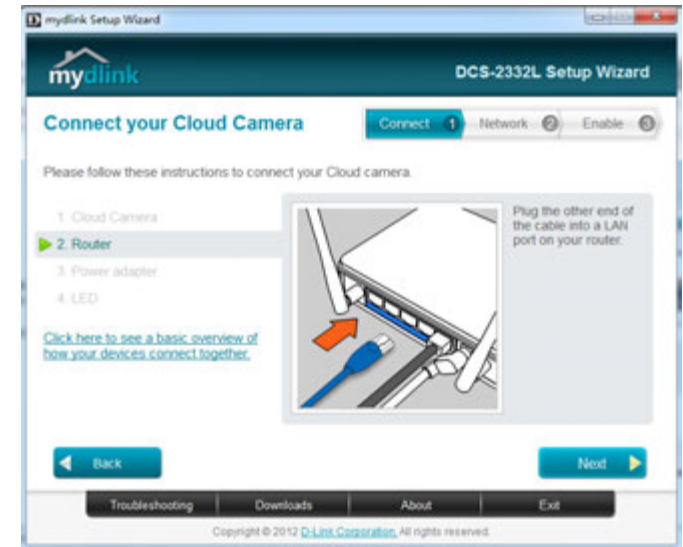 mydlink Setup Wizard
mydlink
DCS-2332L Setup Wizard
Connect your Cloud Camera
Connect 1 Network 2 Enable 3
Please follow these instructions to connect your Cloud camera.
1. Cloud Camera
2. Router
3. Power adapter
4. LED
Click here to see a basic overview of
how your devices connect together.
Plug the other end of
the cable into a LAN
port on your router.
Back
Next
Troubleshooting Downloads About Exit
Copyright © 2012 D-Link Corporation. All rights reserved.